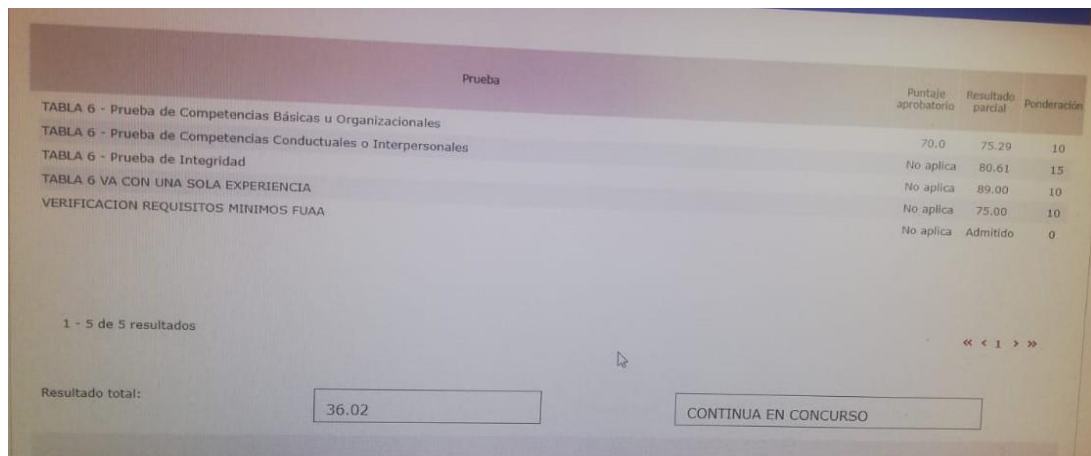 Prueba Puntaje aprobatorio Resultado parcial Ponderación
TABLA 6 - Prueba de Competencias Básicas u Organizacionales 70.0 75.29 10
TABLA 6 - Prueba de Competencias Conductuales o Interpersonales No aplica 80.61 15
TABLA 6 - Prueba de Integridad No aplica 89.00 10
TABLA 6 VA CON UNA SOLA EXPERIENCIA No aplica 75.00 10
VERIFICACION REQUISITOS MINIMOS FUAA No aplica Admitido 0
1 - 5 de 5 resultados
« < 1 > »
Resultado total: 36.02 CONTINUA EN CONCURSO